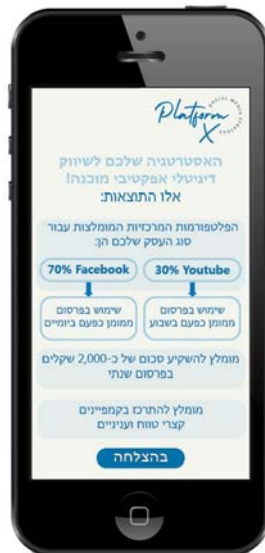 Platform
X
SOCIAL MEDIA
האסטרטגיה שלכם לשיווק
דיגיטלי אפקטיבי מוכנה!
אלו התוצאות:
הפלטפורמות המרכזיות המומלצות עבור
סוג העסק שלכם הן:
70% Facebook
30% Youtube
שימוש בפרסום
ממומן כפעם ביומיים
שימוש בפרסום
ממומן כפעם בשבוע
מומלץ להשקיע סכום של כ-2,000 שקלים
בפרסום שנתי
מומלץ להתרכז בקמפיינים
קצרי טווח ועניניים
בהצלחה